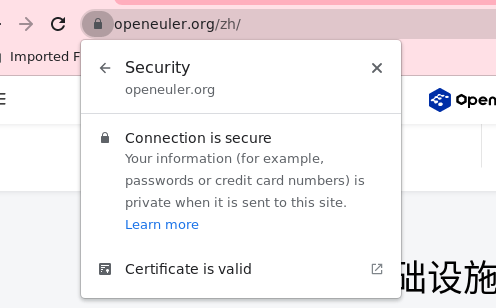 openeuler.org/zh/
Imported F
Security
openeuler.org
Open
Connection is secure
Your information (for example,
passwords or credit card numbers) is
private when it is sent to this site.
Learn more
Certificate is valid
础设施